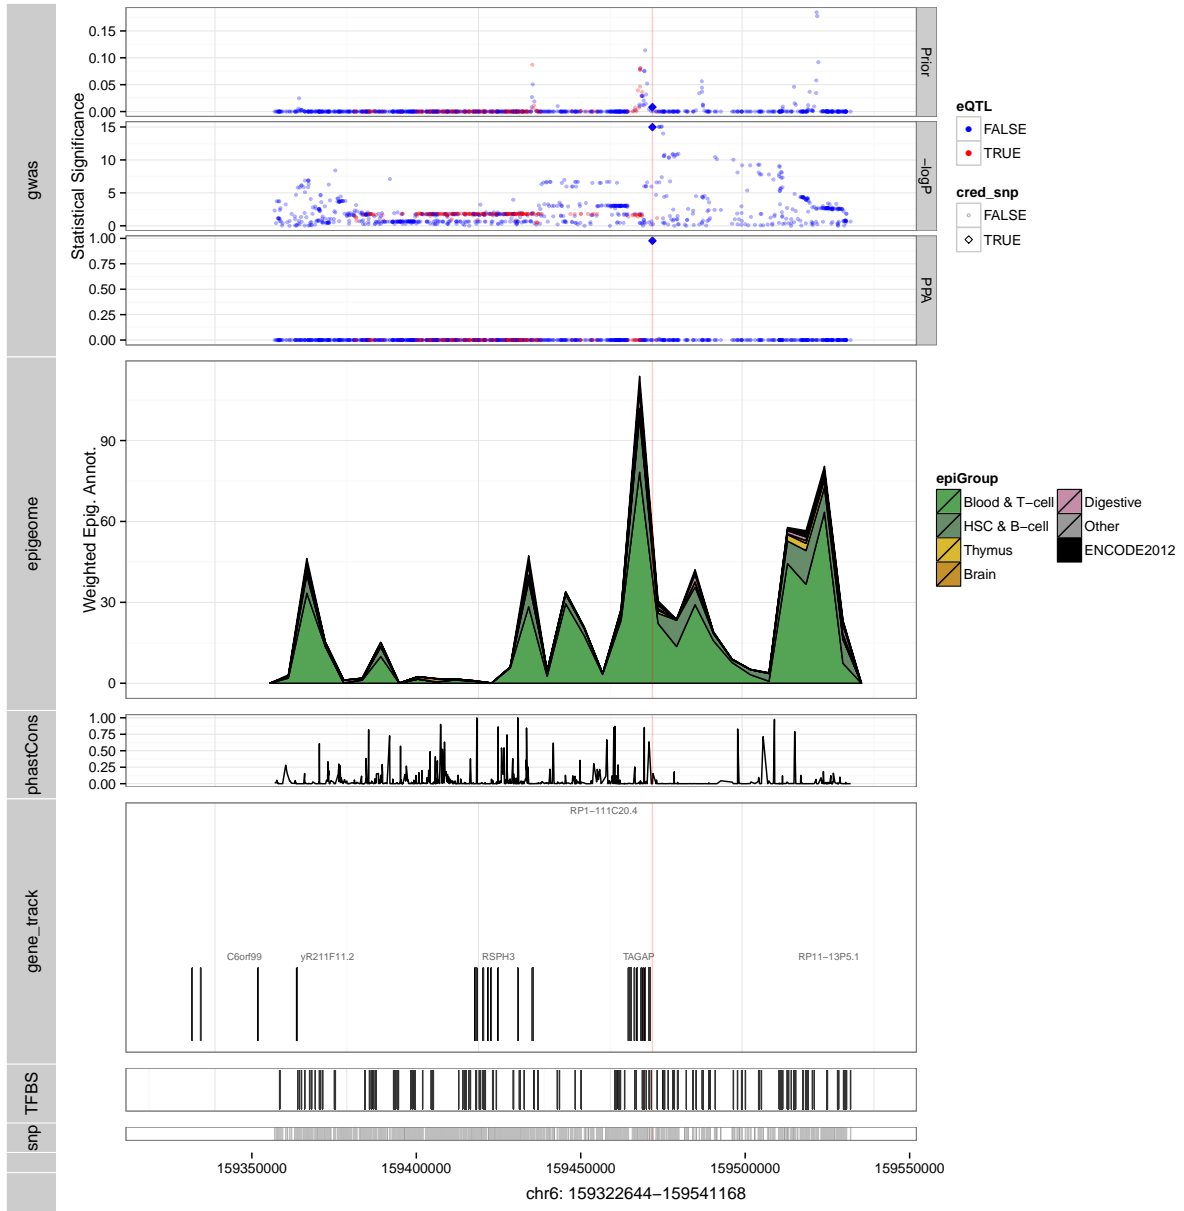 gwas
Statistical Significance
0.15
0.10
0.05
0.00
Prior
15
10
5
0
−logP
1.00
0.75
0.50
0.25
0.00
PPA
eQTL
FALSE
TRUE
cred_snp
FALSE
TRUE
epigeome
Weighted Epig. Annot.
90
60
30
0
epiGroup
Blood & T−cell
HSC & B−cell
Thymus
Brain
Digestive
Other
ENCODE2012
phastCons
1.00
0.75
0.50
0.25
0.00
gene_track
RP1−111C20.4
C6orf99
yR211F11.2
RSPH3
TAGAP
RP11−13P5.1
TFBS
snp
159350000
159400000
159450000
159500000
159550000
chr6: 159322644−159541168